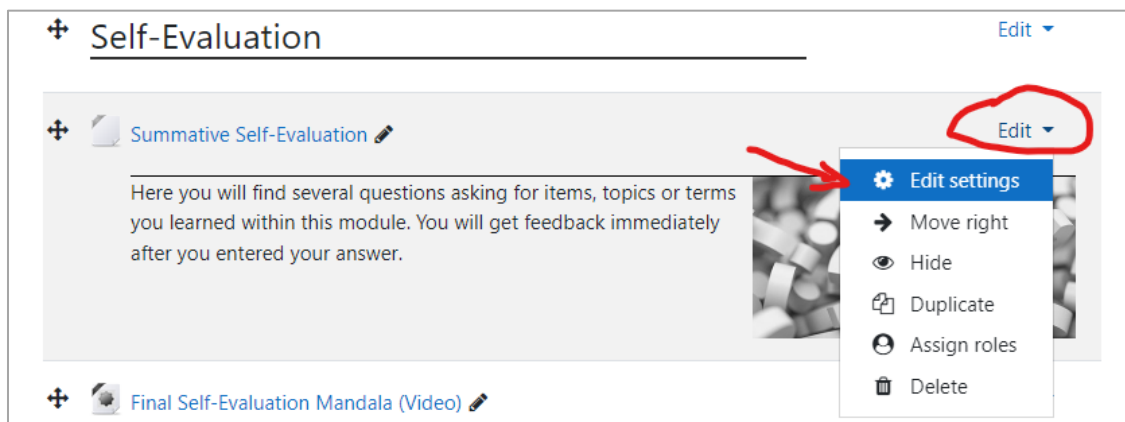 Self-Evaluation
Edit
Summative Self-Evaluation
Edit
Here you will find several questions asking for items, topics or terms
you learned within this module. You will get feedback immediately
after you entered your answer.
Edit settings
Move right
Hide
Duplicate
Assign roles
Delete
Final Self-Evaluation Mandala (Video)